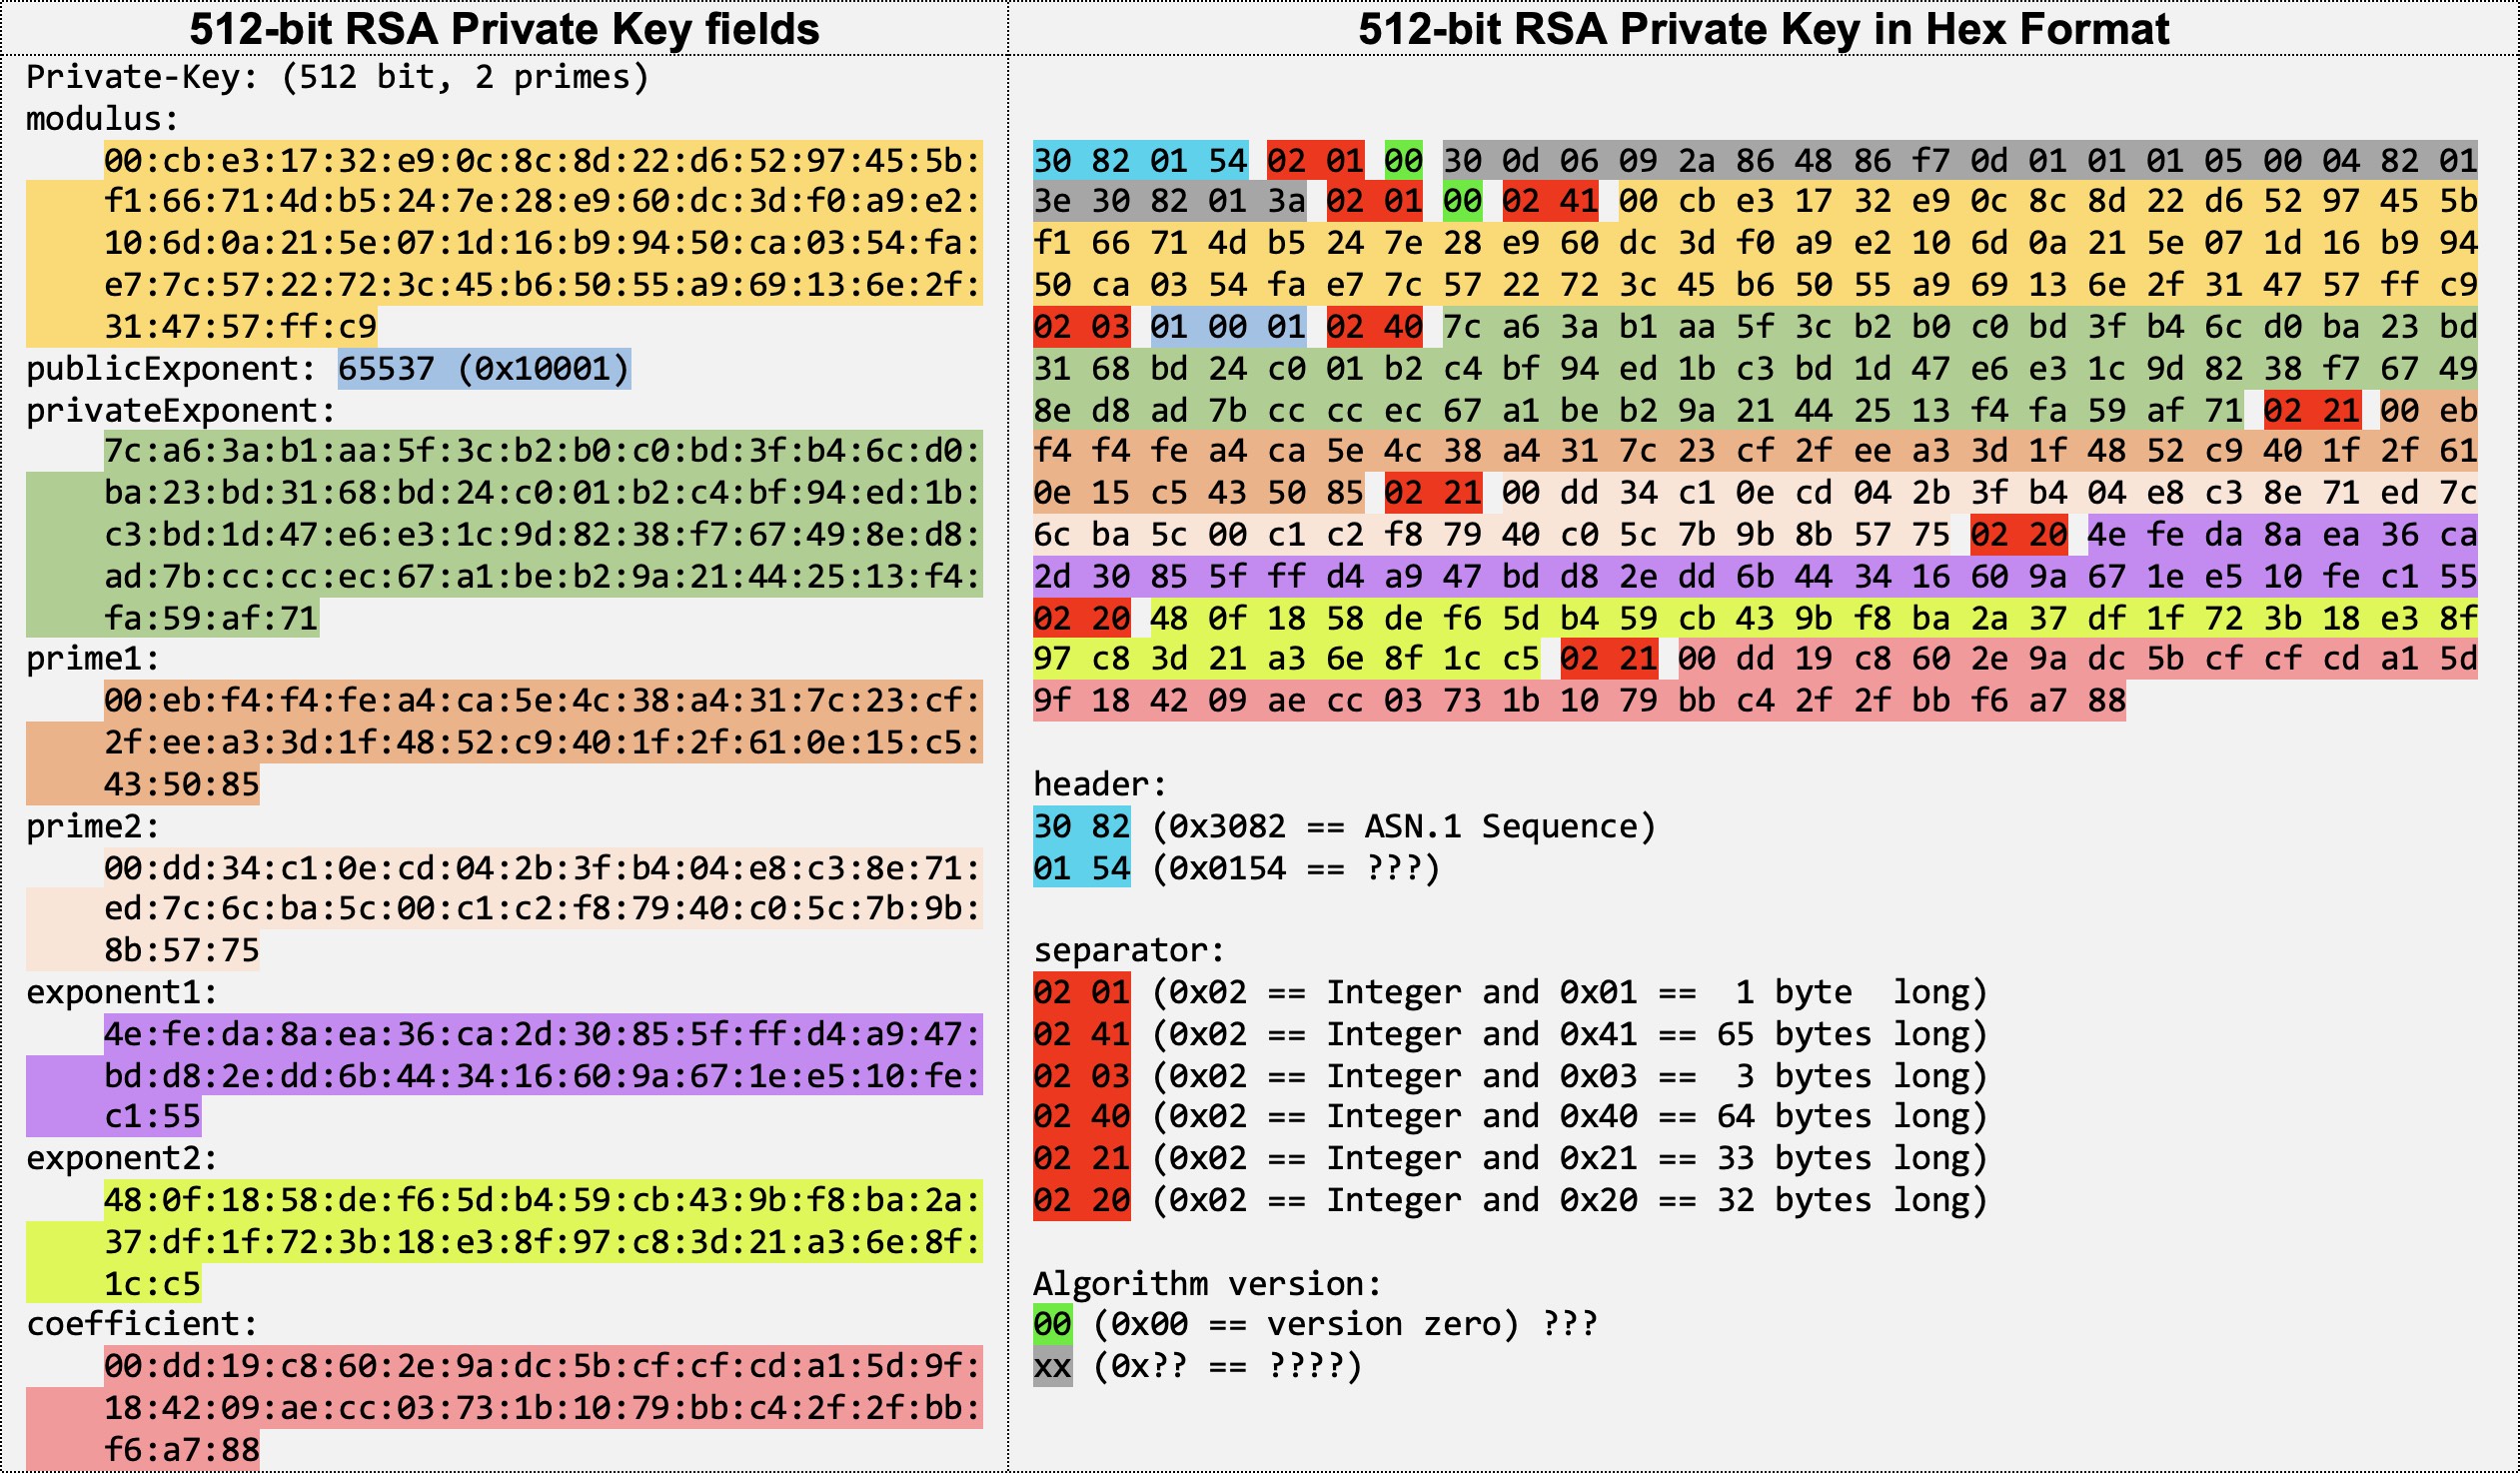 512-bit RSA Private Key fields
Private-Key: (512 bit, 2 primes)
modulus:
00:cb:e3:17:32:e9:0c:8c:8d:22:d6:52:97:45:5b:
f1:66:71:4d:b5:24:7e:28:e9:60:dc:3d:f0:a9:e2:
10:6d:0a:21:5e:07:1d:16:b9:94:50:ca:03:54:fa:
e7:7c:57:22:72:3c:45:b6:50:55:a9:69:13:6e:2f:
31:47:57:ff:c9
publicExponent: 65537 (0x10001)
privateExponent:
7c:a6:3a:b1:aa:5f:3c:b2:b0:c0:bd:3f:b4:6c:d0:
ba:23:bd:31:68:bd:24:c0:01:b2:c4:bf:94:ed:1b:
c3:bd:1d:47:e6:e3:1c:9d:82:38:f7:67:49:8e:d8:
ad:7b:cc:cc:ec:67:a1:be:b2:9a:21:44:25:13:f4:
fa:59:af:71
prime1:
00:eb:f4:f4:fe:a4:ca:5e:4c:38:a4:31:7c:23:cf:
2f:ee:a3:3d:1f:48:52:c9:40:1f:2f:61:0e:15:c5:
43:50:85
prime2:
00:dd:34:c1:0e:cd:04:2b:3f:b4:04:e8:c3:8e:71:
ed:7c:6c:ba:5c:00:c1:c2:f8:79:40:c0:5c:7b:9b:
8b:57:75
exponent1:
4e:fe:da:8a:ea:36:ca:2d:30:85:5f:ff:d4:a9:47:
bd:d8:2e:dd:6b:44:34:16:60:9a:67:1e:e5:10:fe:
c1:55
exponent2:
48:0f:18:58:de:f6:5d:b4:59:cb:43:9b:f8:ba:2a:
37:df:1f:72:3b:18:e3:8f:97:c8:3d:21:a3:6e:8f:
1c:c5
coefficient:
00:dd:19:c8:60:2e:9a:dc:5b:cf:cf:cd:a1:5d:9f:
18:42:09:ae:cc:03:73:1b:10:79:bb:c4:2f:2f:bb:
f6:a7:88
512-bit RSA Private Key in Hex Format
30 82 01 54 02 01 00 30 0d 06 09 2a 86 48 86 f7 0d 01 01 01 05 00 04 82 01
3e 30 82 01 3a 02 01 00 02 41 00 cb e3 17 32 e9 0c 8c 8d 22 d6 52 97 45 5b
f1 66 71 4d b5 24 7e 28 e9 60 dc 3d f0 a9 e2 10 6d 0a 21 5e 07 1d 16 b9 94
50 ca 03 54 fa e7 7c 57 22 72 3c 45 b6 50 55 a9 69 13 6e 2f 31 47 57 ff c9
02 03 01 00 01 02 40 7c a6 3a b1 aa 5f 3c b2 b0 c0 bd 3f b4 6c d0 ba 23 bd
31 68 bd 24 c0 01 b2 c4 bf 94 ed 1b c3 bd 1d 47 e6 e3 1c 9d 82 38 f7 67 49
8e d8 ad 7b cc cc ec 67 a1 be b2 9a 21 44 25 13 f4 fa 59 af 71 02 21 00 eb
f4 f4 fe a4 ca 5e 4c 38 a4 31 7c 23 cf 2f ee a3 3d 1f 48 52 c9 40 1f 2f 61
0e 15 c5 43 50 85 02 21 00 dd 34 c1 0e cd 04 2b 3f b4 04 e8 c3 8e 71 ed 7c
6c ba 5c 00 c1 c2 f8 79 40 c0 5c 7b 9b 8b 57 75 02 20 4e fe da 8a ea 36 ca
2d 30 85 5f ff d4 a9 47 bd d8 2e dd 6b 44 34 16 60 9a 67 1e e5 10 fe c1 55
02 20 48 0f 18 58 de f6 5d b4 59 cb 43 9b f8 ba 2a 37 df 1f 72 3b 18 e3 8f
97 c8 3d 21 a3 6e 8f 1c c5 02 21 00 dd 19 c8 60 2e 9a dc 5b cf cf cd a1 5d
9f 18 42 09 ae cc 03 73 1b 10 79 bb c4 2f 2f bb f6 a7 88
header:
30 82 (0x3082 == ASN.1 Sequence)
01 54 (0x0154 == ???)
separator:
02 01 (0x02 == Integer and 0x01 == 1 byte long)
02 41 (0x02 == Integer and 0x41 == 65 bytes long)
02 03 (0x02 == Integer and 0x03 == 3 bytes long)
02 40 (0x02 == Integer and 0x40 == 64 bytes long)
02 21 (0x02 == Integer and 0x21 == 33 bytes long)
02 20 (0x02 == Integer and 0x20 == 32 bytes long)
Algorithm version:
00 (0x00 == version zero) ???
xx (0x?? == ????)